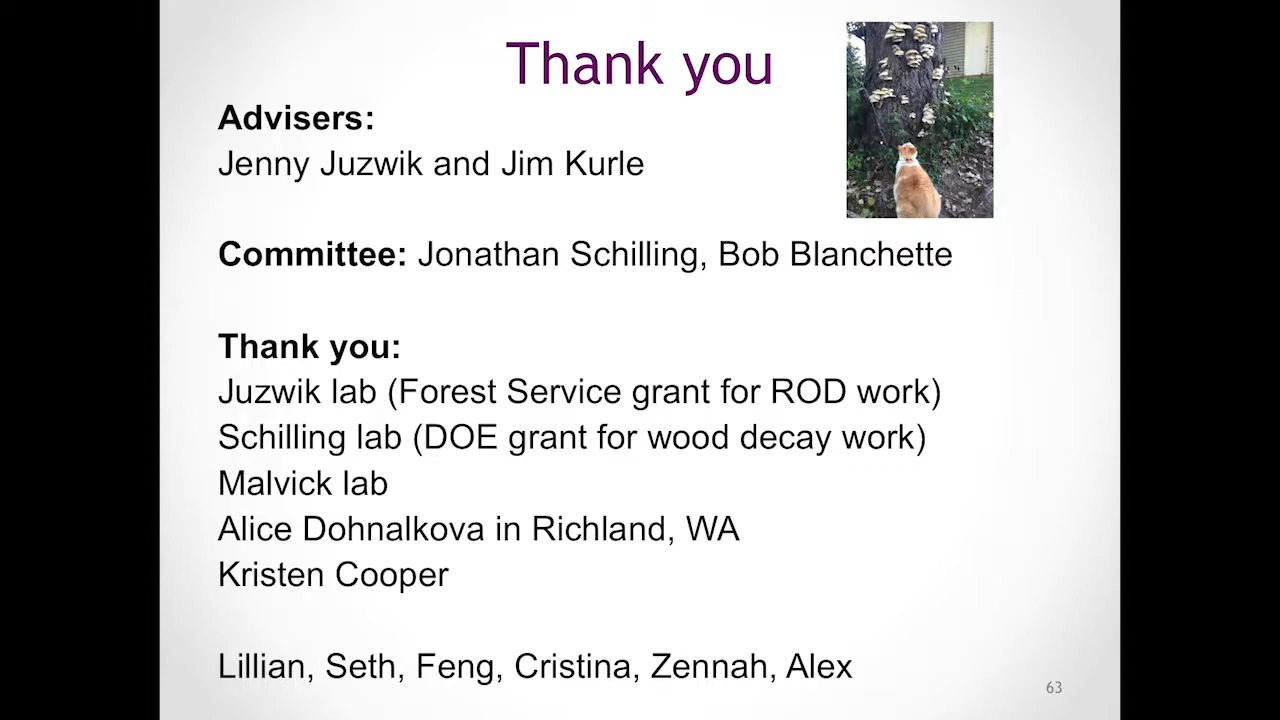 Thank you
Advisers:
Jenny Juzwik and Jim Kurle
Committee: Jonathan Schilling, Bob Blanchette
Thank you:
Juzwik lab (Forest Service grant for ROD work)
Schilling lab (DOE grant for wood decay work)
Malvick lab
Alice Dohnalkova in Richland, WA
Kristen Cooper
Lillian, Seth, Feng, Cristina, Zennah, Alex
63